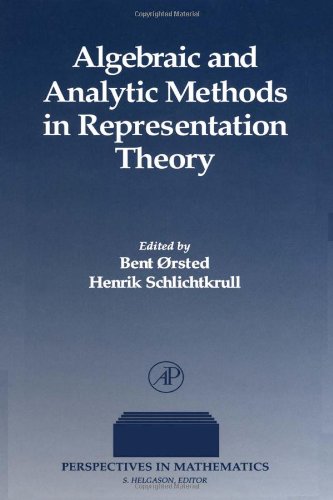 Algebraic and
Analytic Methods
in Representation
Theory
Edited by
Bent Ørsted
Henrik Schlichtkrull
AP
PERSPECTIVES IN MATHEMATICS
S. HELGASON, EDITOR